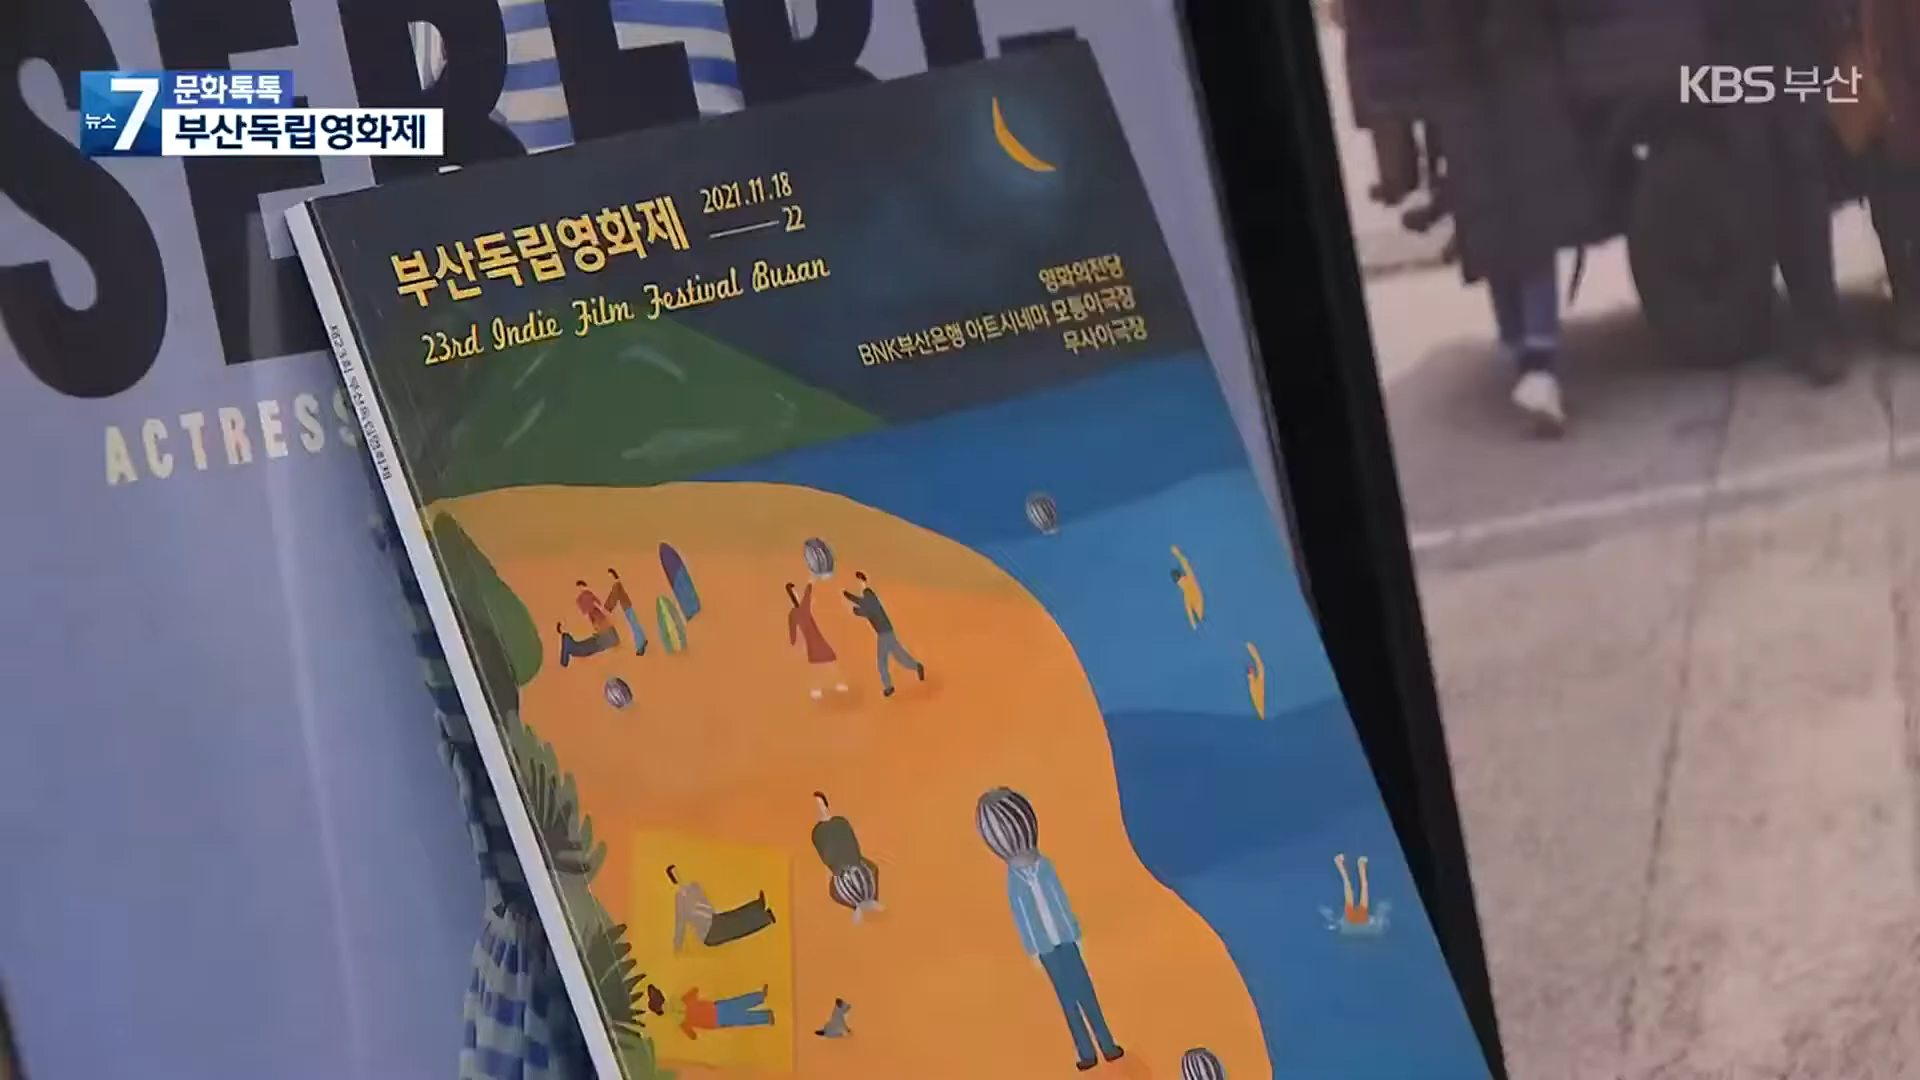 뉴스 7
문화톡톡
부산독립영화제
KBS 부산
ACTRESS
부산독립영화제
2021.11.18
22
23rd Indie Film Festival Busan
영화의전당
BNK부산은행 아트시네마 모퉁이극장
무사이극장